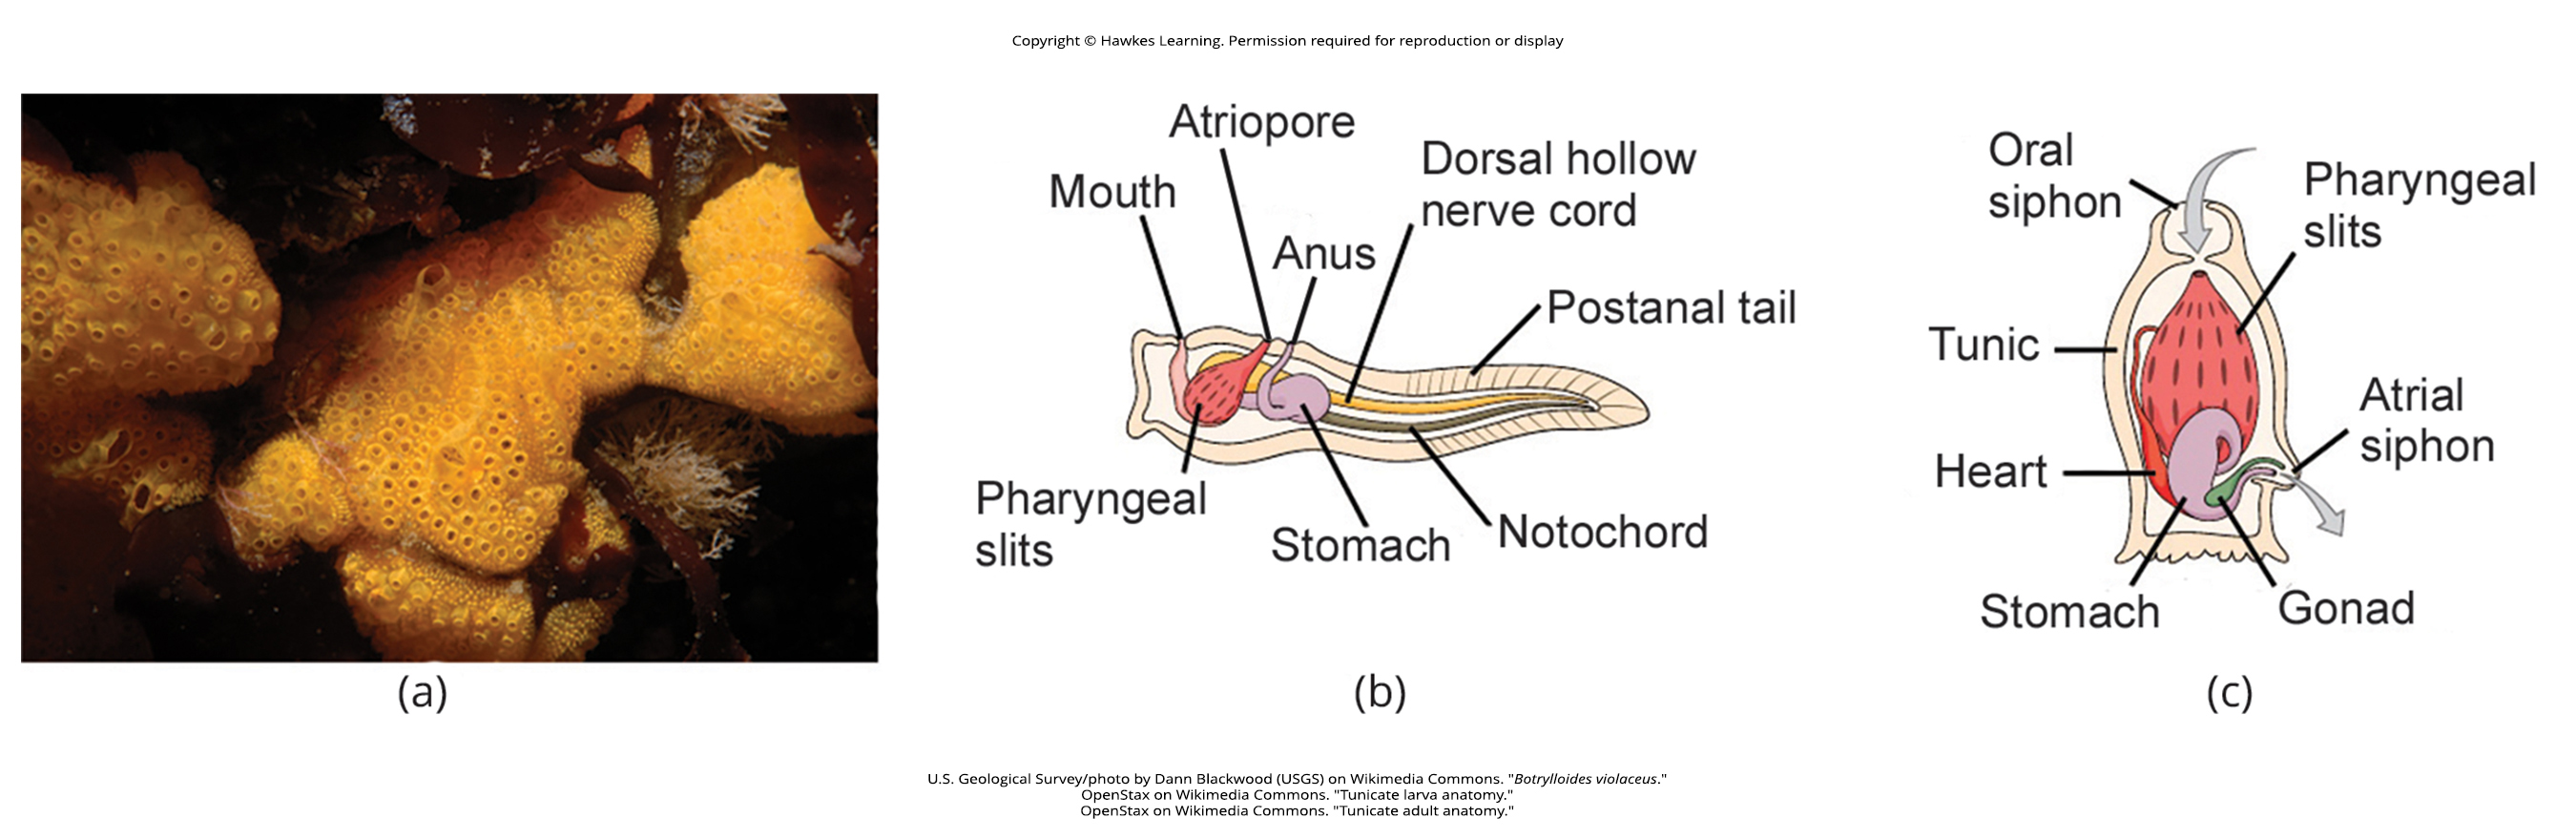 Copyright © Hawkes Learning. Permission required for reproduction or display
Atriopore
Mouth
Dorsal hollow
nerve cord
Anus
Postanal tail
Pharyngeal
slits
Stomach
Notochord
Oral
siphon
Pharyngeal
slits
Tunic
Atrial
siphon
Heart
Stomach
Gonad
(a)
(b)
(c)
U.S. Geological Survey/photo by Dann Blackwood (USGS) on Wikimedia Commons. "Botrylloides violaceus."
OpenStax on Wikimedia Commons. "Tunicate larva anatomy."
OpenStax on Wikimedia Commons. "Tunicate adult anatomy."